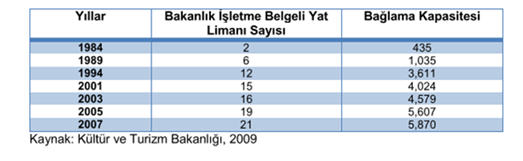 Yıllar Bakanlık İşletme Belgeli Yat Limanı Sayısı Bağlama Kapasitesi
1984 2 435
1989 6 1,035
1994 12 3,611
2001 15 4,024
2003 16 4,579
2005 19 5,607
2007 21 5,870
Kaynak: Kültür ve Turizm Bakanlığı, 2009